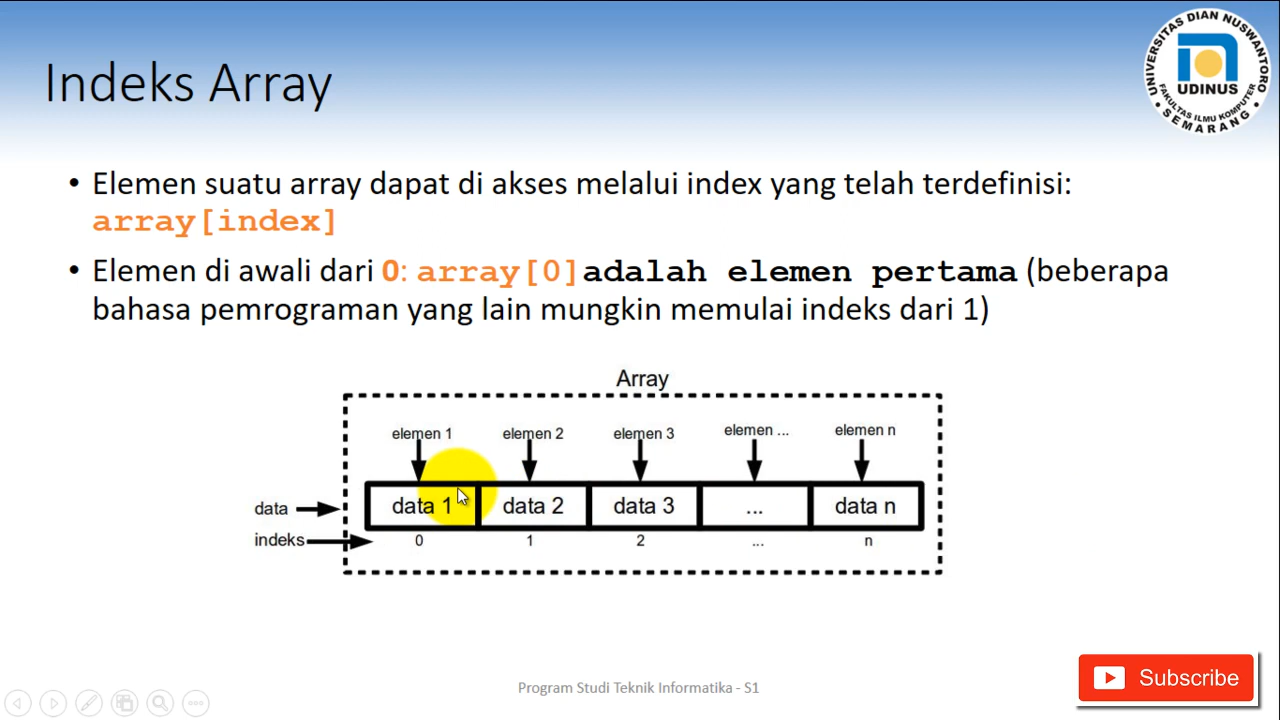 Indeks Array
UNIVERSITAS DIAN NUSWANTORO
UDINUS
FAKULTAS ILMU KOMPUTER
• SEMARANG •
• Elemen suatu array dapat di akses melalui index yang telah terdefinisi:
array[index]
• Elemen di awali dari 0: array[0]adalah elemen pertama (beberapa
bahasa pemrograman yang lain mungkin memulai indeks dari 1)
Array
elemen 1 elemen 2 elemen 3 elemen ... elemen n
data data 1 data 2 data 3 ... data n
indeks 0 1 2 ... n
Program Studi Teknik Informatika - S1
Subscribe